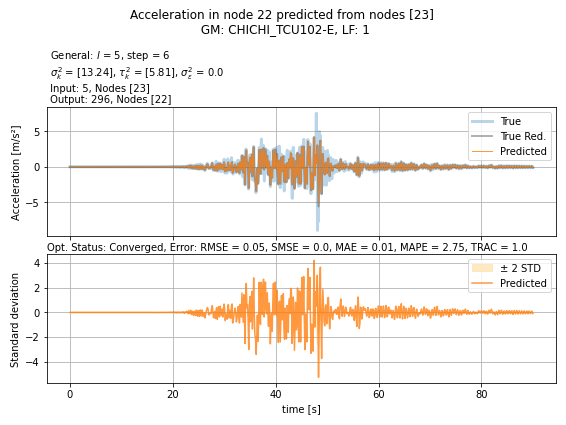 Acceleration in node 22 predicted from nodes [23]
GM: CHICHI_TCU102-E, LF: 1
General: l = 5, step = 6
σ²ₖ = [13.24], τ²ₖ = [5.81], σ²ε = 0.0
Input: 5, Nodes [23]
Output: 296, Nodes [22]
Acceleration [m/s²]
5
0
−5
True
True Red.
Predicted
Opt. Status: Converged, Error: RMSE = 0.05, SMSE = 0.0, MAE = 0.01, MAPE = 2.75, TRAC = 1.0
Standard deviation
4
2
0
−2
−4
± 2 STD
Predicted
0 20 40 60 80
time [s]